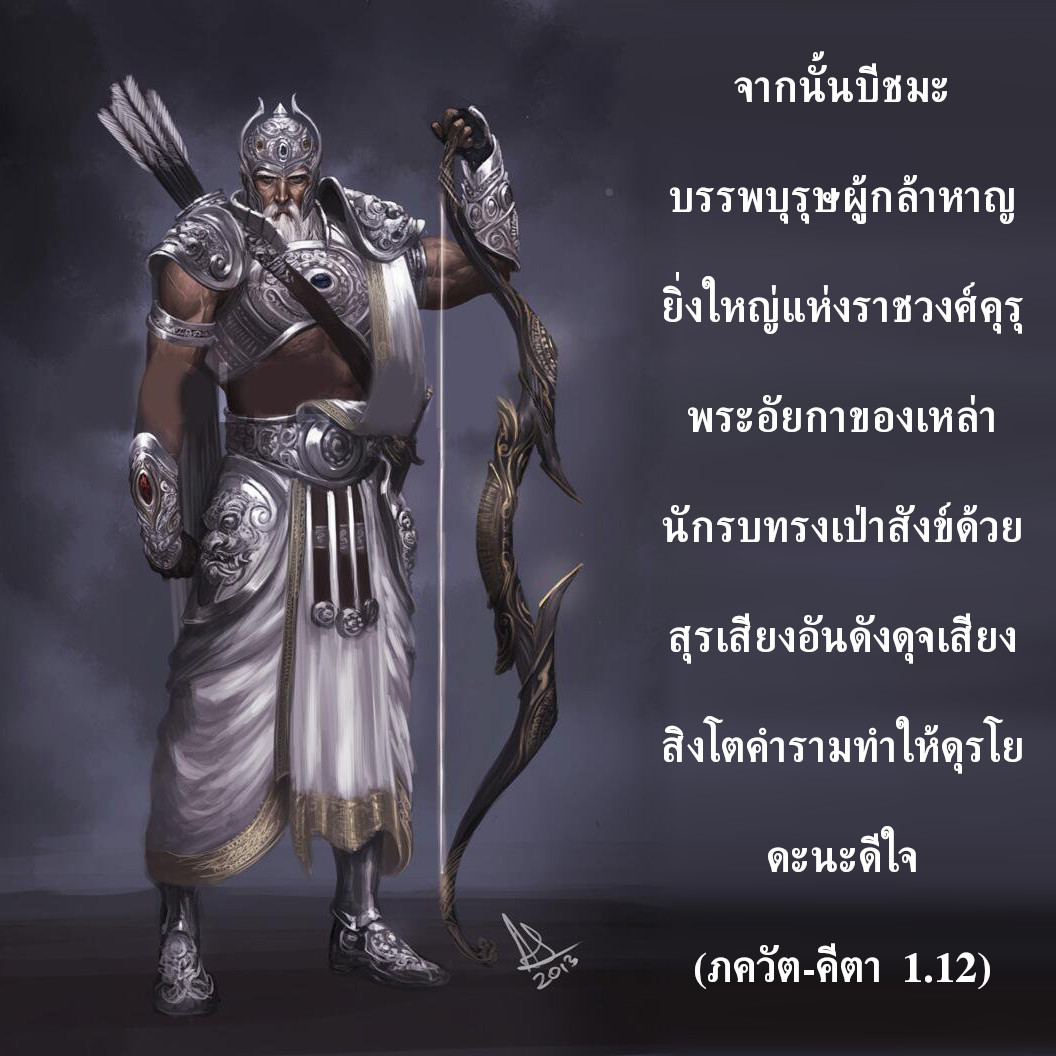 จากนั้นบีชมะ
บรรพบุรุษผู้กล้าหาญ
ยิ่งใหญ่แห่งราชวงศ์คุรุ
พระอัยกาของเหล่า
นักรบทรงเป่าสังข์ด้วย
สุรเสียงอันดังดุจเสียง
สิงโตคำรามทำให้ดุรโย
ดะนะดีใจ
(ภควัต-คีตา 1.12)
2013